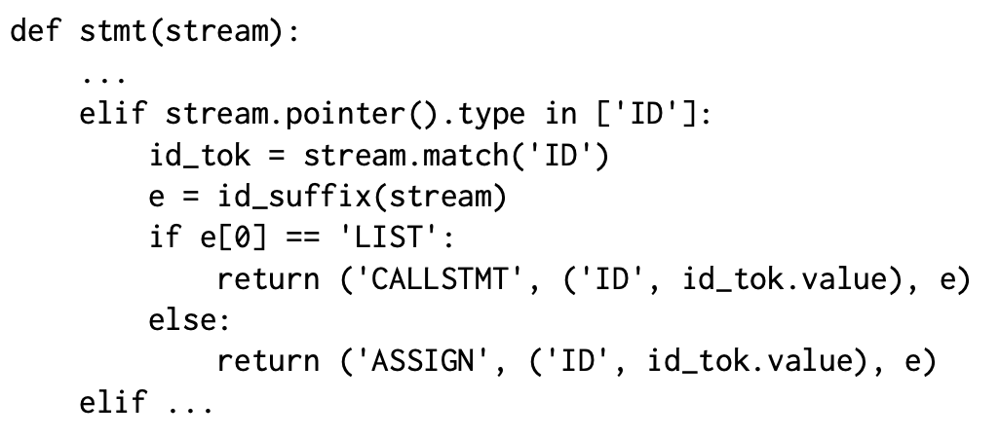 def stmt(stream):
    ...
    elif stream.pointer().type in ['ID']:
        id_tok = stream.match('ID')
        e = id_suffix(stream)
        if e[0] == 'LIST':
            return ('CALLSTMT', ('ID', id_tok.value), e)
        else:
            return ('ASSIGN', ('ID', id_tok.value), e)
    elif ...